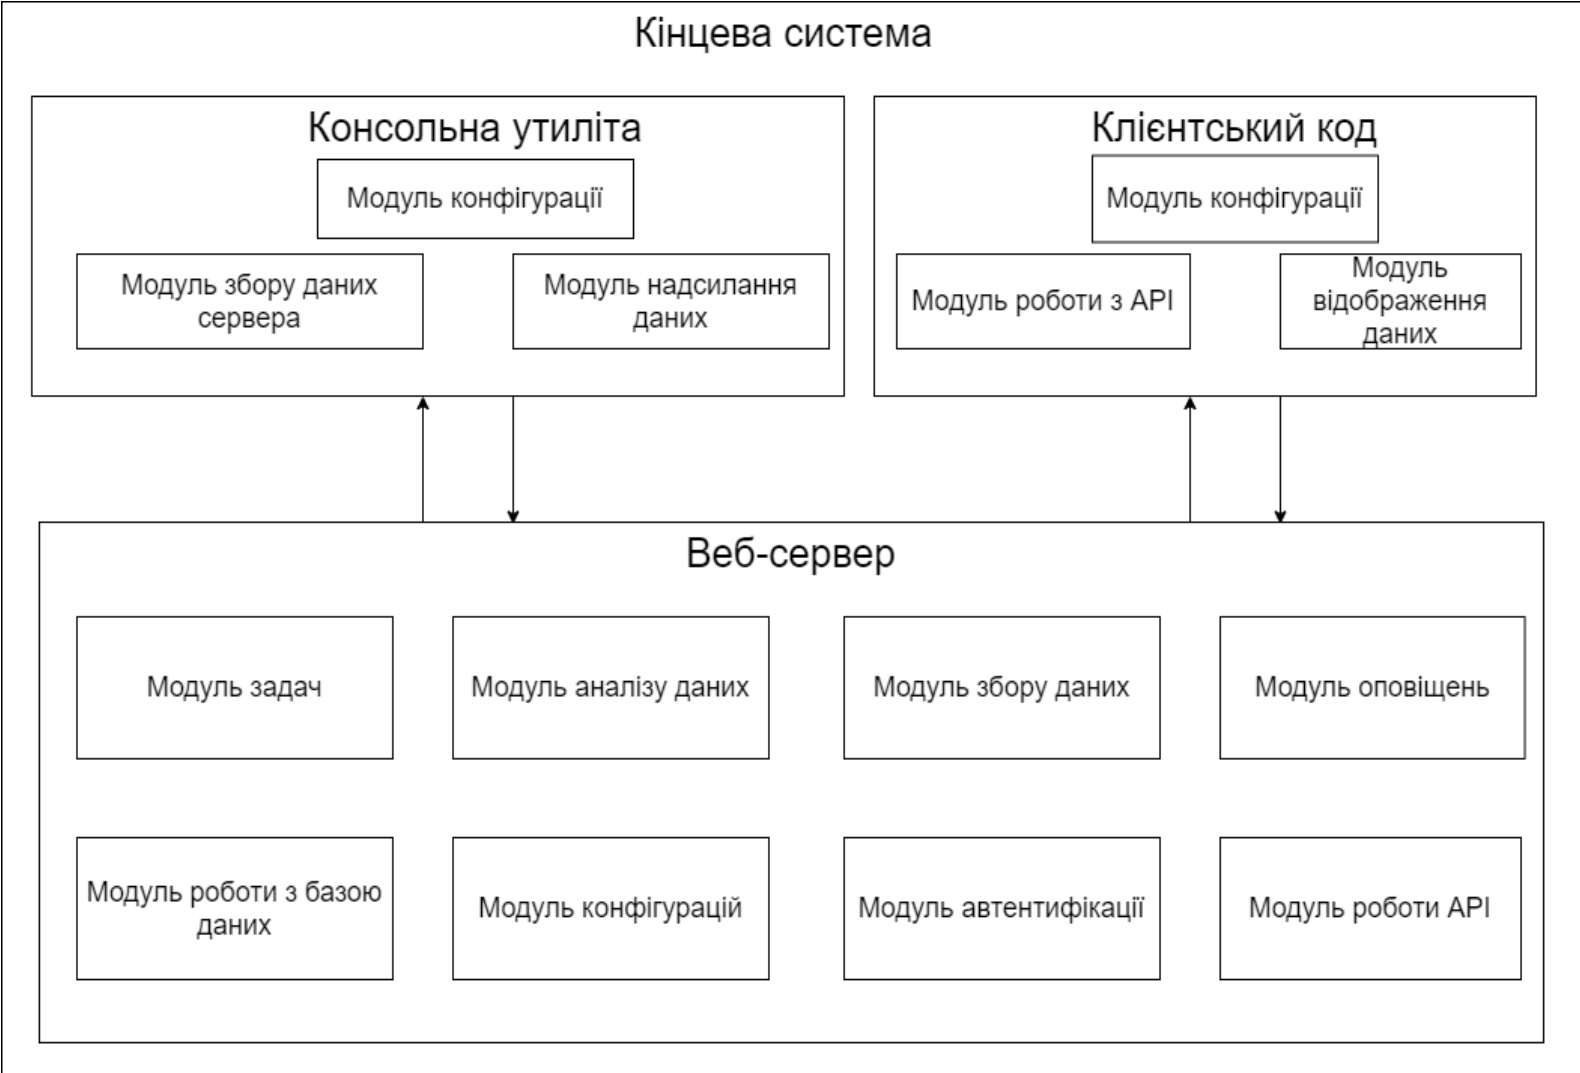 Кінцева система
Консольна утиліта
Модуль конфігурації
Модуль збору даних
сервера
Модуль надсилання
даних
Клієнтський код
Модуль конфігурації
Модуль роботи з API
Модуль
відображення
даних
Веб-сервер
Модуль задач
Модуль аналізу даних
Модуль збору даних
Модуль оповіщень
Модуль роботи з базою
даних
Модуль конфігурацій
Модуль автентифікації
Модуль роботи API